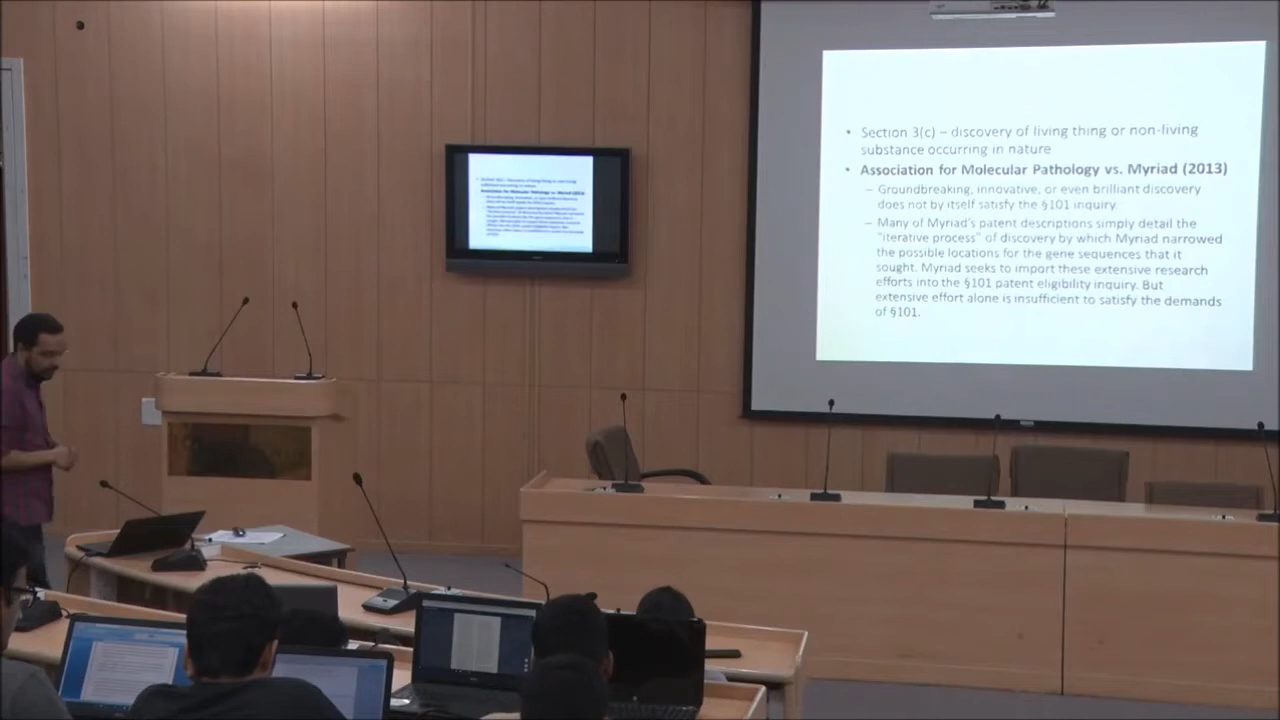 • Section 3(c) – discovery of living thing or non-living
substance occurring in nature
• Association for Molecular Pathology vs. Myriad (2013)
– Groundbreaking, innovative, or even brilliant discovery
does not by itself satisfy the §101 inquiry.
– Many of Myriad's patent descriptions simply detail the
"iterative process" of discovery by which Myriad narrowed
the possible locations for the gene sequences that it
sought. Myriad seeks to import these extensive research
efforts into the §101 patent eligibility inquiry. But
extensive effort alone is insufficient to satisfy the demands
of §101.